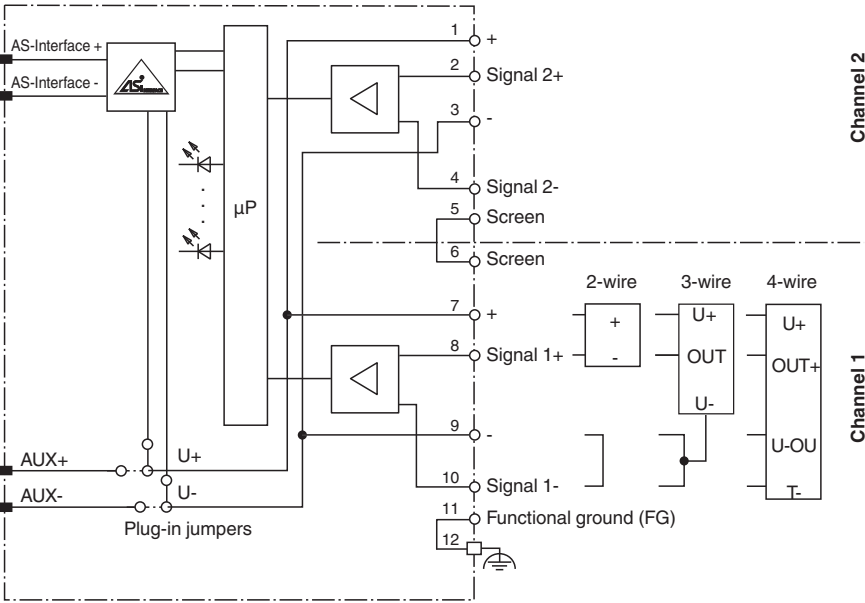 AS-Interface +
AS-Interface -
AS
INTERFACE
µP
1
+
2
Signal 2+
3
-
4
Signal 2-
5
Screen
6
Screen
Channel 2
7
+
8
Signal 1+
9
-
10
Signal 1-
11
Functional ground (FG)
12
2-wire
3-wire
4-wire
+
-
U+
OUT
U-
U+
OUT+
U-OU
T-
Channel 1
AUX+
U+
AUX-
U-
Plug-in jumpers